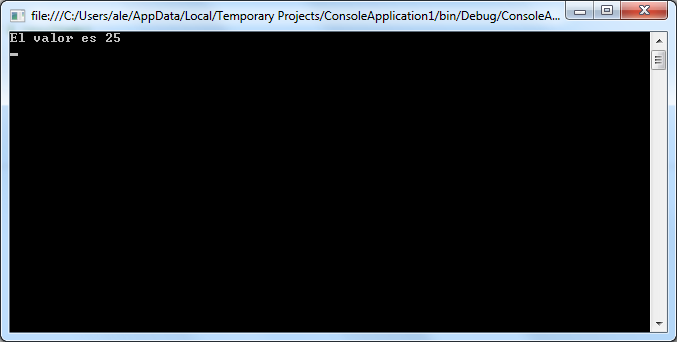 file:///C:/Users/ale/AppData/Local/Temporary Projects/ConsoleApplication1/bin/Debug/ConsoleA...
El valor es 25